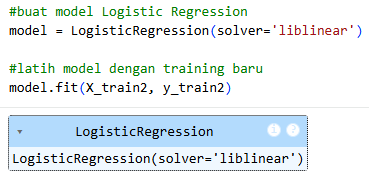 #buat model Logistic Regression
model = LogisticRegression(solver='liblinear')
#latih model dengan training baru
model.fit(X_train2, y_train2)
▾ LogisticRegression i ?
LogisticRegression(solver='liblinear')